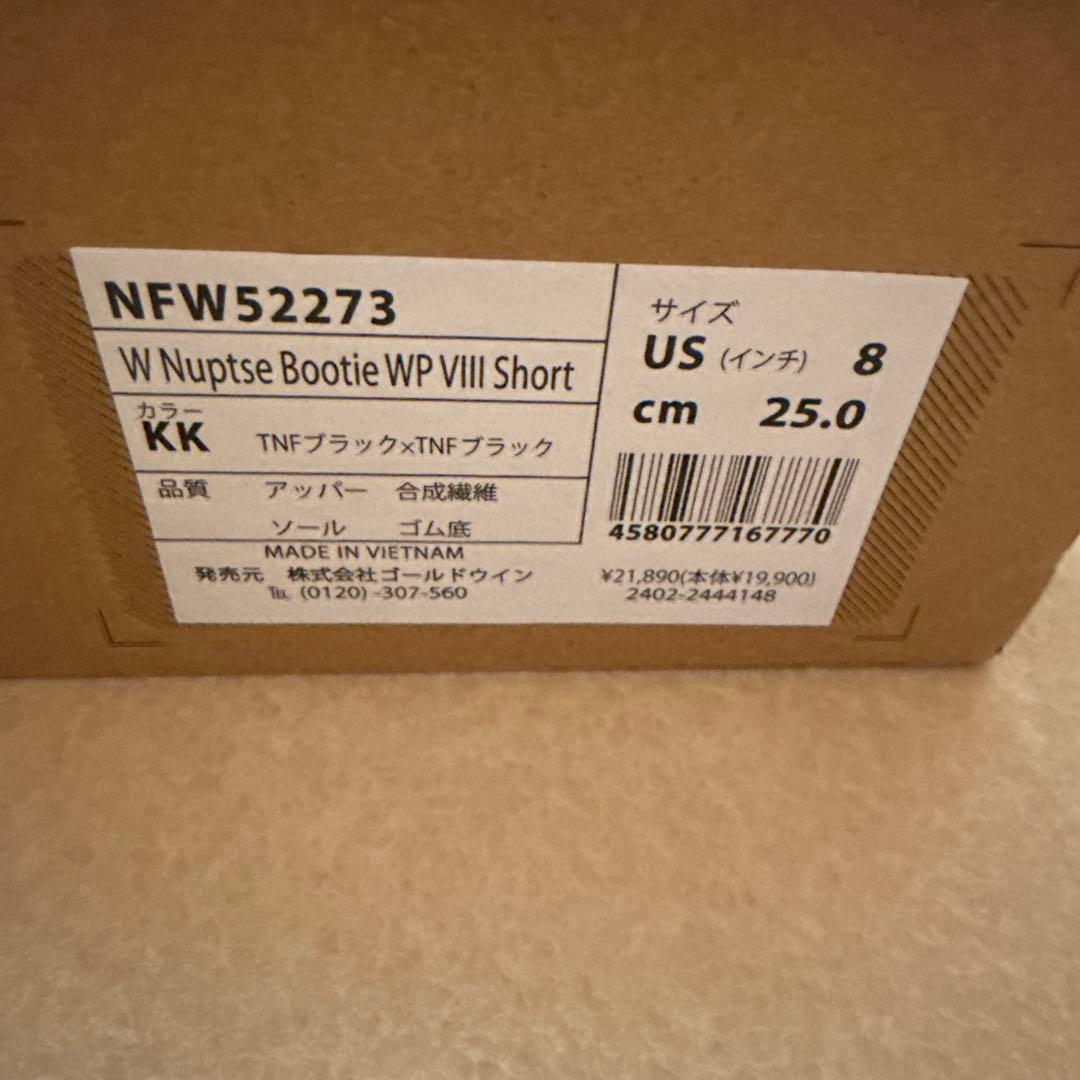 NFW52273
W Nuptse Bootie WP VIII Short
カラー
KK TNFブラック×TNFブラック
品質 アッパー 合成繊維
ソール ゴム底
MADE IN VIETNAM
発売元 株式会社ゴールドウイン
℡ (0120) -307-560
サイズ
US (インチ) 8
cm 25.0
4580777167770
¥21,890(本体¥19,900)
2402-2444148